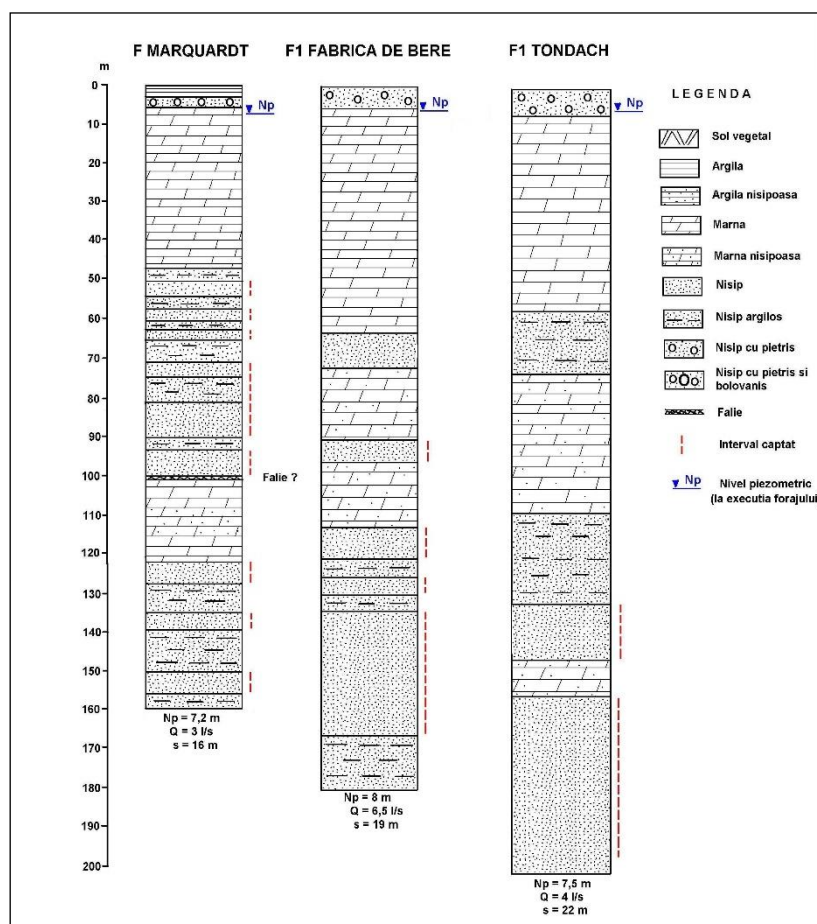 F MARQUARDT
F1 FABRICA DE BERE
F1 TONDACH
m
0
10
20
30
40
50
60
70
80
90
100
110
120
130
140
150
160
170
180
190
200
Np
Np
Np
Falie ?
Np = 7,2 m
Q = 3 l/s
s = 16 m
Np = 8 m
Q = 6,5 l/s
s = 19 m
Np = 7,5 m
Q = 4 l/s
s = 22 m
LEGENDA
Sol vegetal
Argila
Argila nisipoasa
Marna
Marna nisipoasa
Nisip
Nisip argilos
Nisip cu pietris
Nisip cu pietris si
bolovanis
Falie
Interval captat
Np
Nivel piezometric
(la executia forajului)